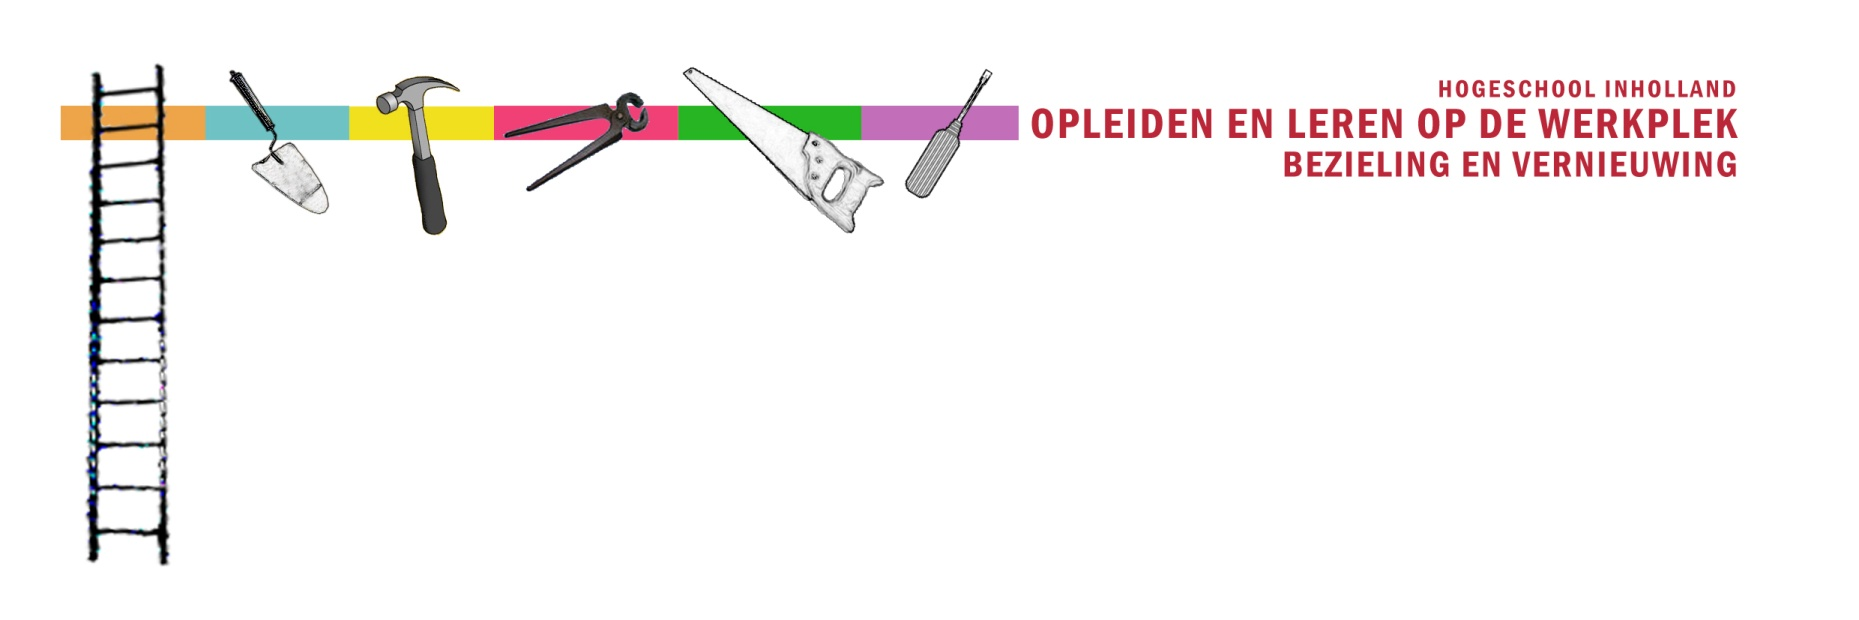 HOGESCHOOL INHOLLAND
OPLEIDEN EN LEREN OP DE WERKPLEK
BEZIELING EN VERNIEUWING